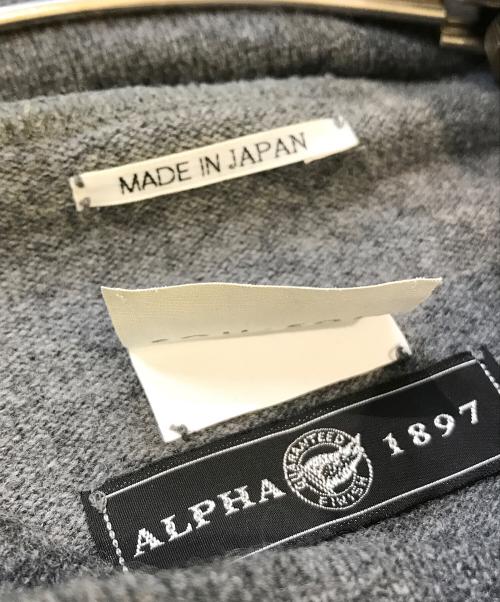 MADE IN JAPAN
ALPHA GUARANTEED FINISH 1897